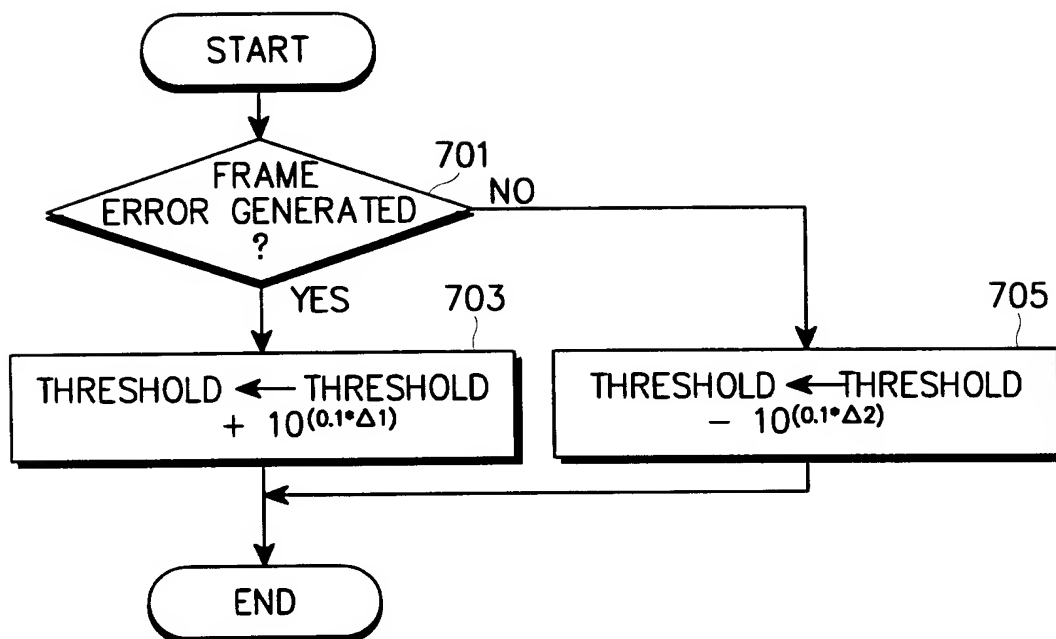 START
701
FRAME
ERROR GENERATED
?
NO
YES
703
705
THRESHOLD ← THRESHOLD
+ 10^(0.1*Δ1)
THRESHOLD ← THRESHOLD
− 10^(0.1*Δ2)
END